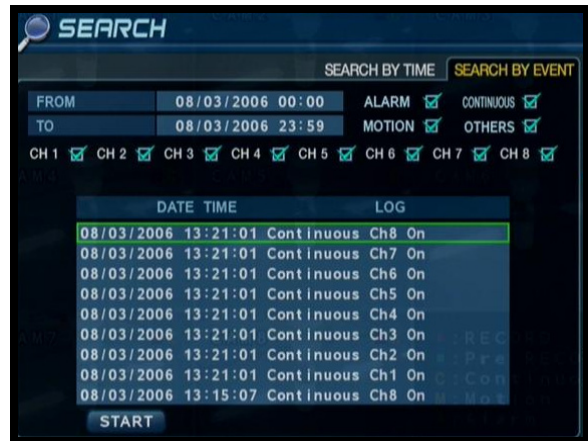 SEARCH
SEARCH BY TIME SEARCH BY EVENT
FROM 08/03/2006 00:00 ALARM CONTINUOUS
TO 08/03/2006 23:59 MOTION OTHERS
CH 1 CH 2 CH 3 CH 4 CH 5 CH 6 CH 7 CH 8
DATE TIME LOG
08/03/2006 13:21:01 Continuous Ch8 On
08/03/2006 13:21:01 Continuous Ch7 On
08/03/2006 13:21:01 Continuous Ch6 On
08/03/2006 13:21:01 Continuous Ch5 On
08/03/2006 13:21:01 Continuous Ch4 On
08/03/2006 13:21:01 Continuous Ch3 On
08/03/2006 13:21:01 Continuous Ch2 On
08/03/2006 13:21:01 Continuous Ch1 On
08/03/2006 13:15:07 Continuous Ch8 On
START